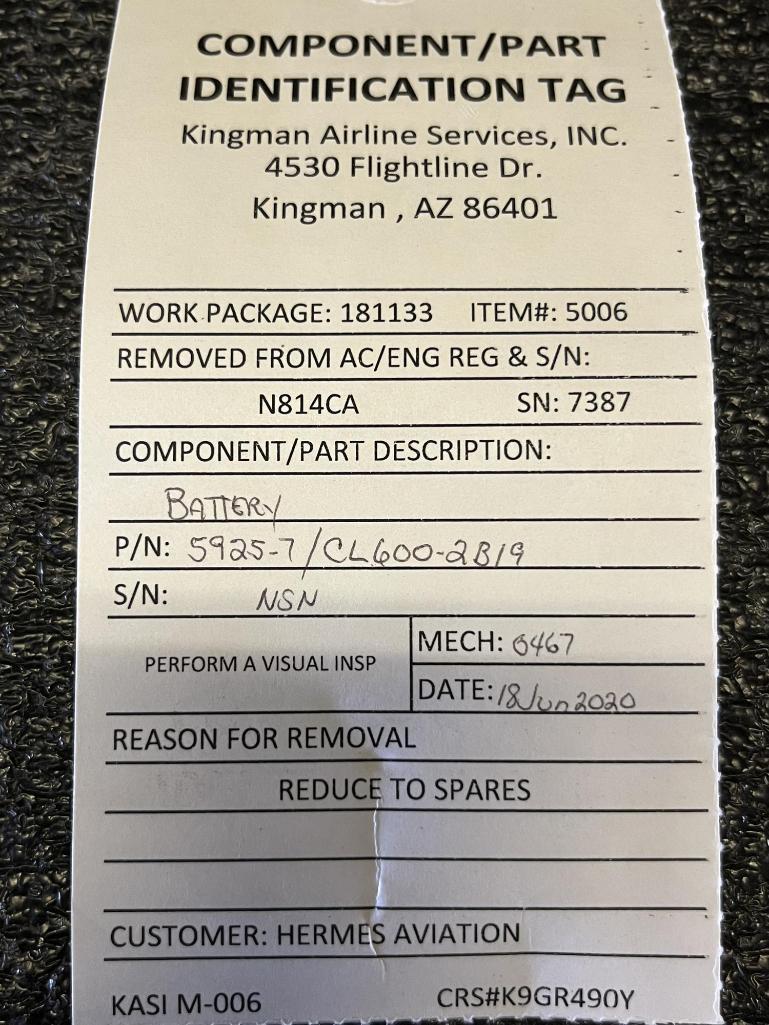 COMPONENT/PART
IDENTIFICATION TAG
Kingman Airline Services, INC.
4530 Flightline Dr.
Kingman , AZ 86401
WORK PACKAGE: 181133 ITEM#: 5006
REMOVED FROM AC/ENG REG & S/N:
N814CA SN: 7387
COMPONENT/PART DESCRIPTION:
BATTERY
P/N: 5925-7/CL600-2B19
S/N: NSN
PERFORM A VISUAL INSP
MECH: 0467
DATE: 18Jun2020
REASON FOR REMOVAL
REDUCE TO SPARES
CUSTOMER: HERMES AVIATION
KASI M-006 CRS#K9GR490Y